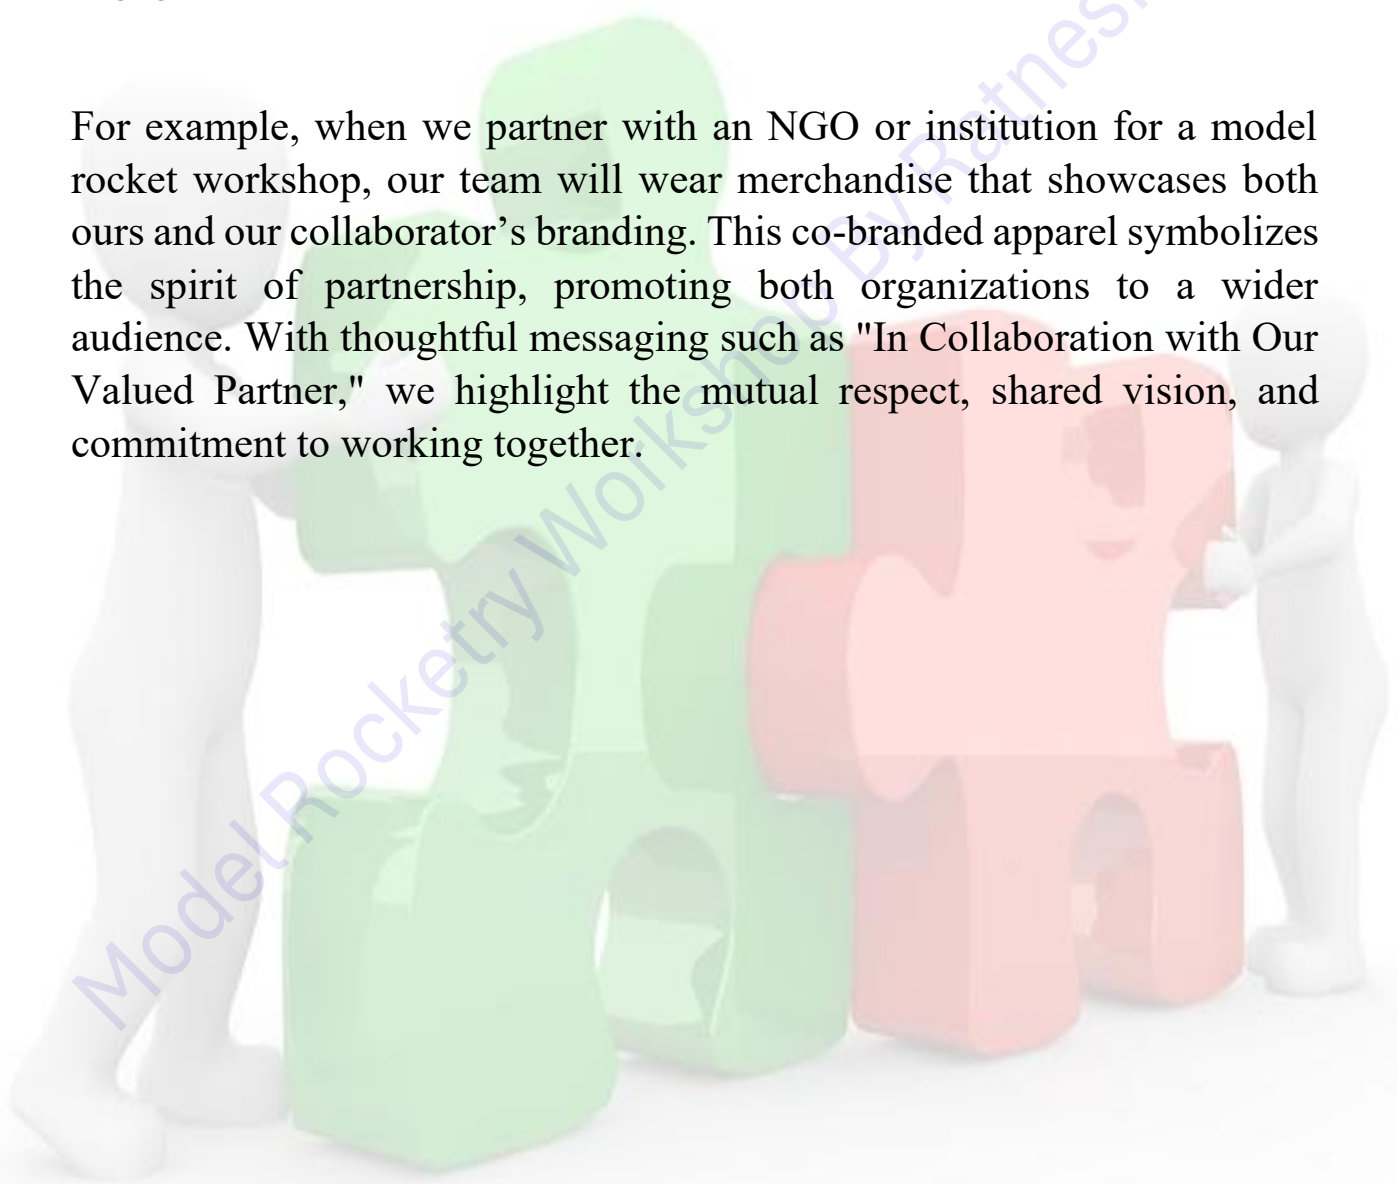 For example, when we partner with an NGO or institution for a model
rocket workshop, our team will wear merchandise that showcases both
ours and our collaborator’s branding. This co-branded apparel symbolizes
the spirit of partnership, promoting both organizations to a wider
audience. With thoughtful messaging such as "In Collaboration with Our
Valued Partner," we highlight the mutual respect, shared vision, and
commitment to working together.
Model Rocketry Workshop By